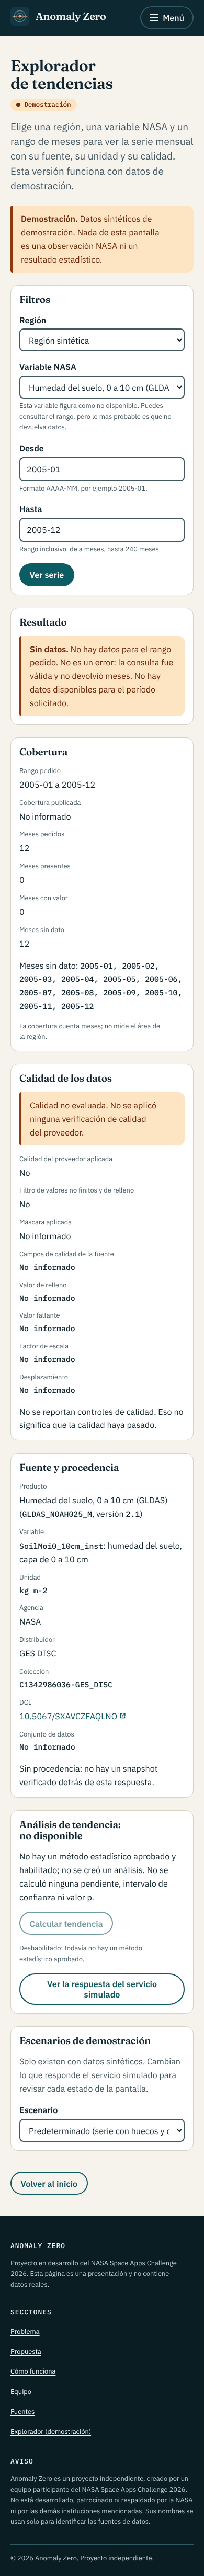 Anomaly Zero
Menú
Explorador
de tendencias
Demostración
Elige una región, una variable NASA y un
rango de meses para ver la serie mensual
con su fuente, su unidad y su calidad.
Esta versión funciona con datos de
demostración.
Demostración. Datos sintéticos de
demostración. Nada de esta pantalla
es una observación NASA ni un
resultado estadístico.
Filtros
Región
Región sintética
Variable NASA
Humedad del suelo, 0 a 10 cm (GLDA
Esta variable figura como no disponible. Puedes
consultar el rango, pero lo más probable es que no
devuelva datos.
Desde
2005-01
Formato AAAA-MM, por ejemplo 2005-01.
Hasta
2005-12
Rango inclusivo, de a meses, hasta 240 meses.
Ver serie
Resultado
Sin datos. No hay datos para el rango
pedido. No es un error: la consulta fue
válida y no devolvió meses. No hay
datos disponibles para el período
solicitado.
Cobertura
Rango pedido
2005-01 a 2005-12
Cobertura publicada
No informado
Meses pedidos
12
Meses presentes
0
Meses con valor
0
Meses sin dato
12
Meses sin dato: 2005-01, 2005-02,
2005-03, 2005-04, 2005-05, 2005-06,
2005-07, 2005-08, 2005-09, 2005-10,
2005-11, 2005-12
La cobertura cuenta meses; no mide el área de
la región.
Calidad de los datos
Calidad no evaluada. No se aplicó
ninguna verificación de calidad
del proveedor.
Calidad del proveedor aplicada
No
Filtro de valores no finitos y de relleno
No
Máscara aplicada
No informado
Campos de calidad de la fuente
No informado
Valor de relleno
No informado
Valor faltante
No informado
Factor de escala
No informado
Desplazamiento
No informado
No se reportan controles de calidad. Eso no
significa que la calidad haya pasado.
Fuente y procedencia
Producto
Humedad del suelo, 0 a 10 cm (GLDAS)
(GLDAS_NOAH025_M, versión 2.1)
Variable
SoilMoi0_10cm_inst: humedad del suelo,
capa de 0 a 10 cm
Unidad
kg m-2
Agencia
NASA
Distribuidor
GES DISC
Colección
C1342986036-GES_DISC
DOI
10.5067/SXAVCZFAQLNO
Conjunto de datos
No informado
Sin procedencia: no hay un snapshot
verificado detrás de esta respuesta.
Análisis de tendencia:
no disponible
No hay un método estadístico aprobado y
habilitado; no se creó un análisis. No se
calculó ninguna pendiente, intervalo de
confianza ni valor p.
Calcular tendencia
Deshabilitado: todavía no hay un método
estadístico aprobado.
Ver la respuesta del servicio
simulado
Escenarios de demostración
Solo existen con datos sintéticos. Cambian
lo que responde el servicio simulado para
revisar cada estado de la pantalla.
Escenario
Predeterminado (serie con huecos y c
Volver al inicio
ANOMALY ZERO
Proyecto en desarrollo del NASA Space Apps Challenge
2026. Esta página es una presentación y no contiene
datos reales.
SECCIONES
Problema
Propuesta
Cómo funciona
Equipo
Fuentes
Explorador (demostración)
AVISO
Anomaly Zero es un proyecto independiente, creado por un
equipo participante del NASA Space Apps Challenge 2026.
No está desarrollado, patrocinado ni respaldado por la NASA
ni por las demás instituciones mencionadas. Sus nombres se
usan solo para identificar las fuentes de datos.
© 2026 Anomaly Zero. Proyecto independiente.